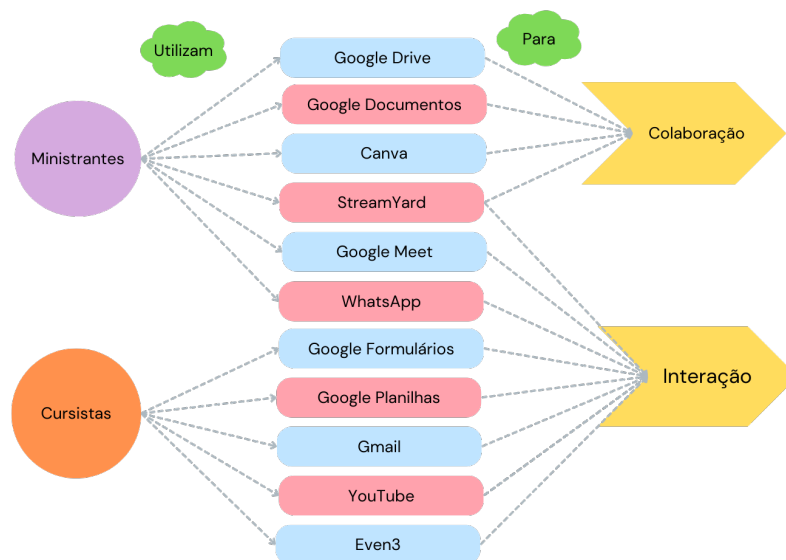 Utilizam
Para
Google Drive
Google Documentos
Canva
StreamYard
Google Meet
WhatsApp
Google Formulários
Google Planilhas
Gmail
YouTube
Even3
Ministrantes
Cursistas
Colaboração
Interação